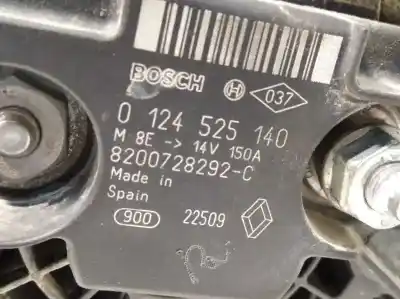 BOSCH 037
0 124 525 140
M 8E -> 14V 150A
8200728292-C
Made in
Spain
900 22509